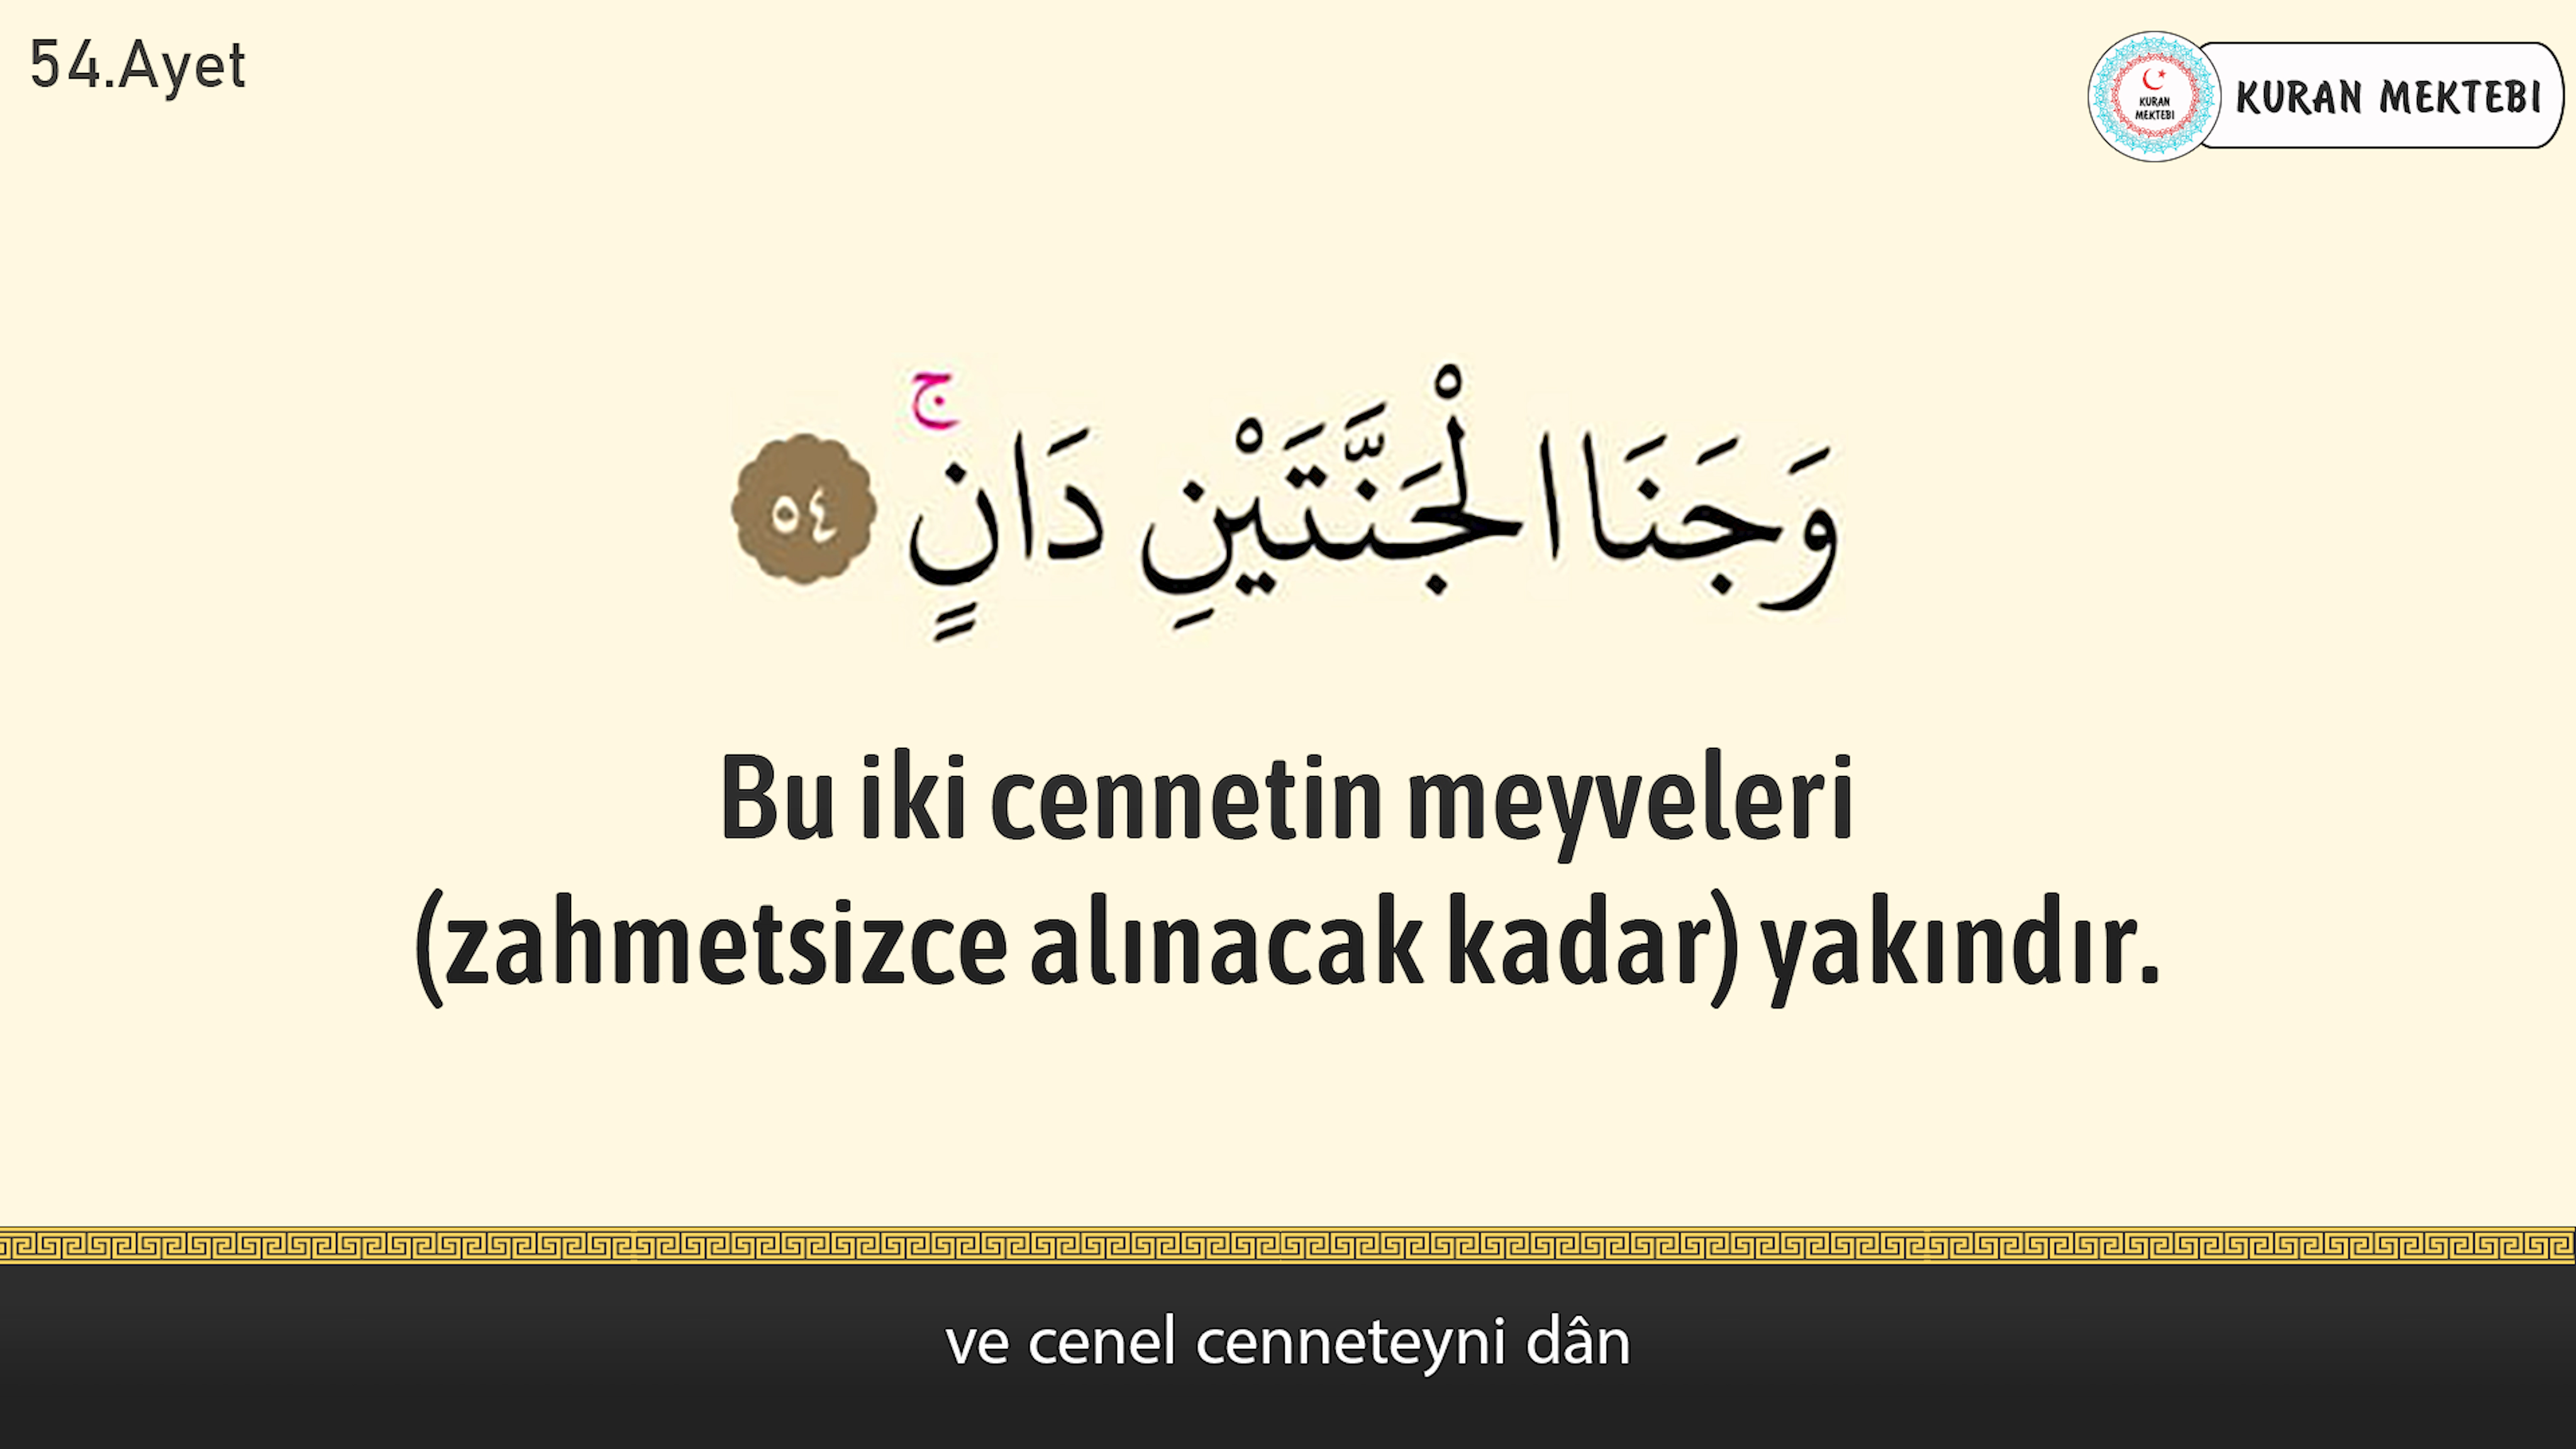 54.Ayet
KURAN
MEKTEBI
KURAN MEKTEBI
وَجَنَا الْجَنَّتَيْنِ دَانٍۚ ٥٤
Bu iki cennetin meyveleri
(zahmetsizce alınacak kadar) yakındır.
ve cenel cenneteyni dân